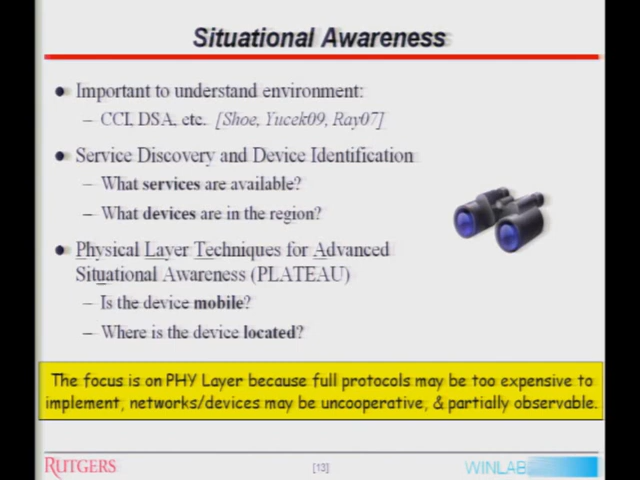 Situational Awareness
● Important to understand environment:
– CCI, DSA, etc. [Shoe, Yucek09, Ray07]
● Service Discovery and Device Identification
– What services are available?
– What devices are in the region?
● Physical Layer Techniques for Advanced
Situational Awareness (PLATEAU)
– Is the device mobile?
– Where is the device located?
The focus is on PHY Layer because full protocols may be too expensive to
implement, networks/devices may be uncooperative, & partially observable.
RUTGERS [13] WINLAB